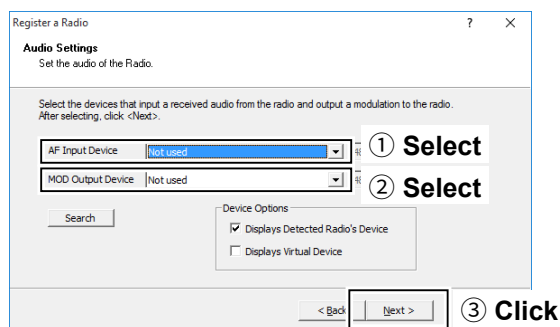 Register a Radio ? ×
Audio Settings
Set the audio of the Radio.
Select the devices that input a received audio from the radio and output a modulation to the radio.
After selecting, click <Next>.
AF Input Device Not used ① Select
MOD Output Device Not used ② Select
Search
Device Options
Displays Detected Radio's Device
Displays Virtual Device
< Back Next > ③ Click